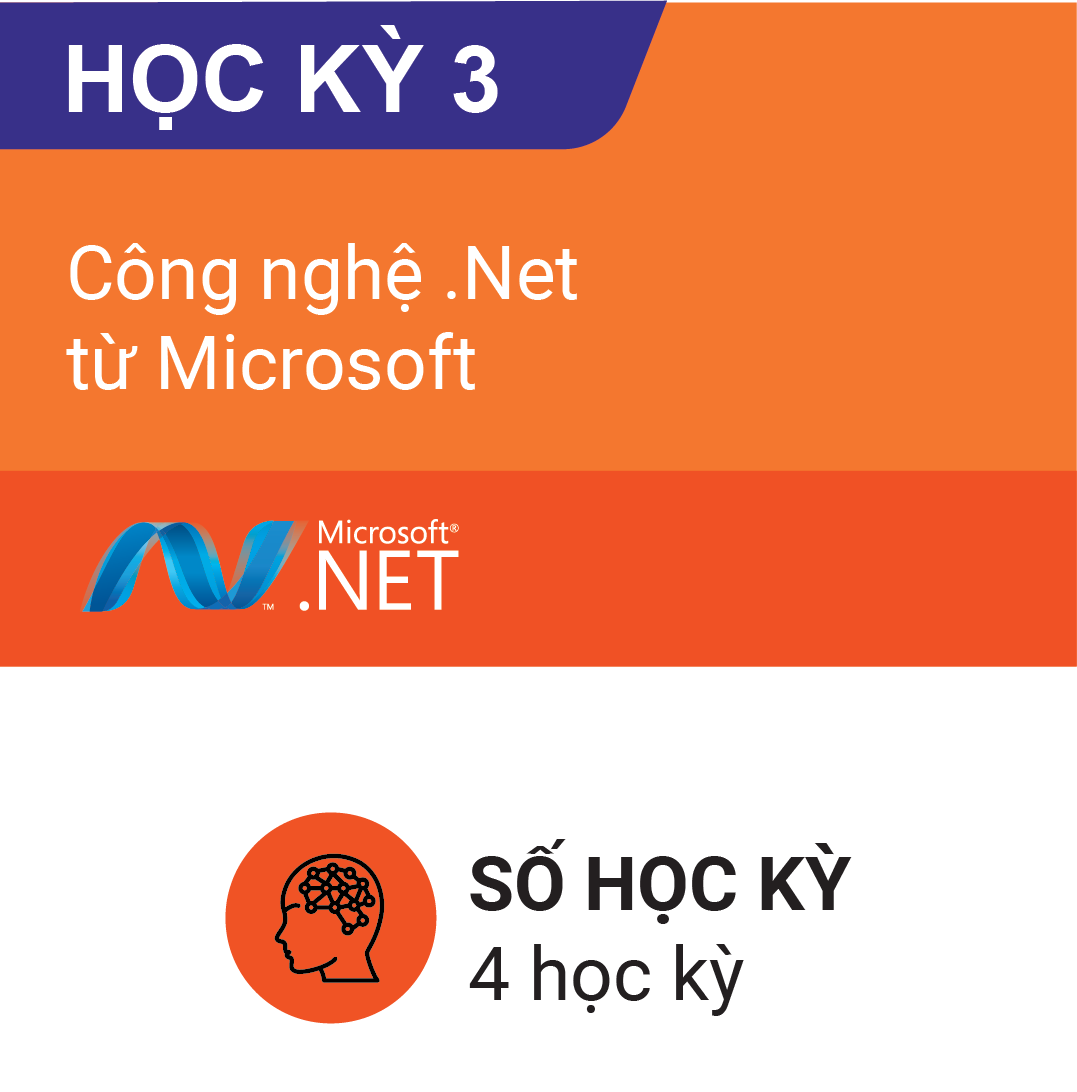 HỌC KỲ 3
Công nghệ .Net
từ Microsoft
Microsoft®
.NET
™
SỐ HỌC KỲ
4 học kỳ